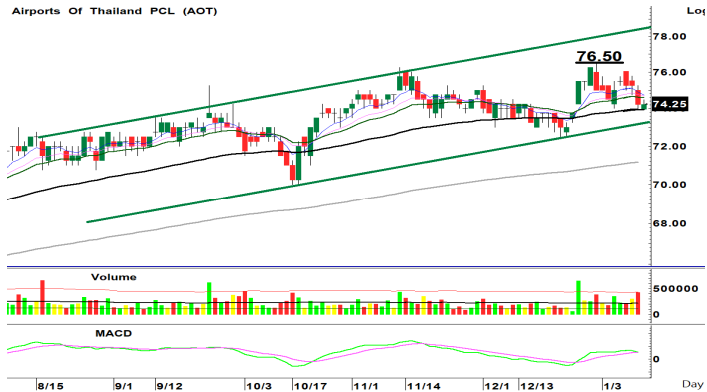 Airports Of Thailand PCL (AOT)
Log
78.00
76.50
76.00
74.25
72.00
70.00
68.00
Volume
500000
0
MACD
0
8/15 9/1 9/12 10/3 10/17 11/1 11/14 12/1 12/13 1/3 Day